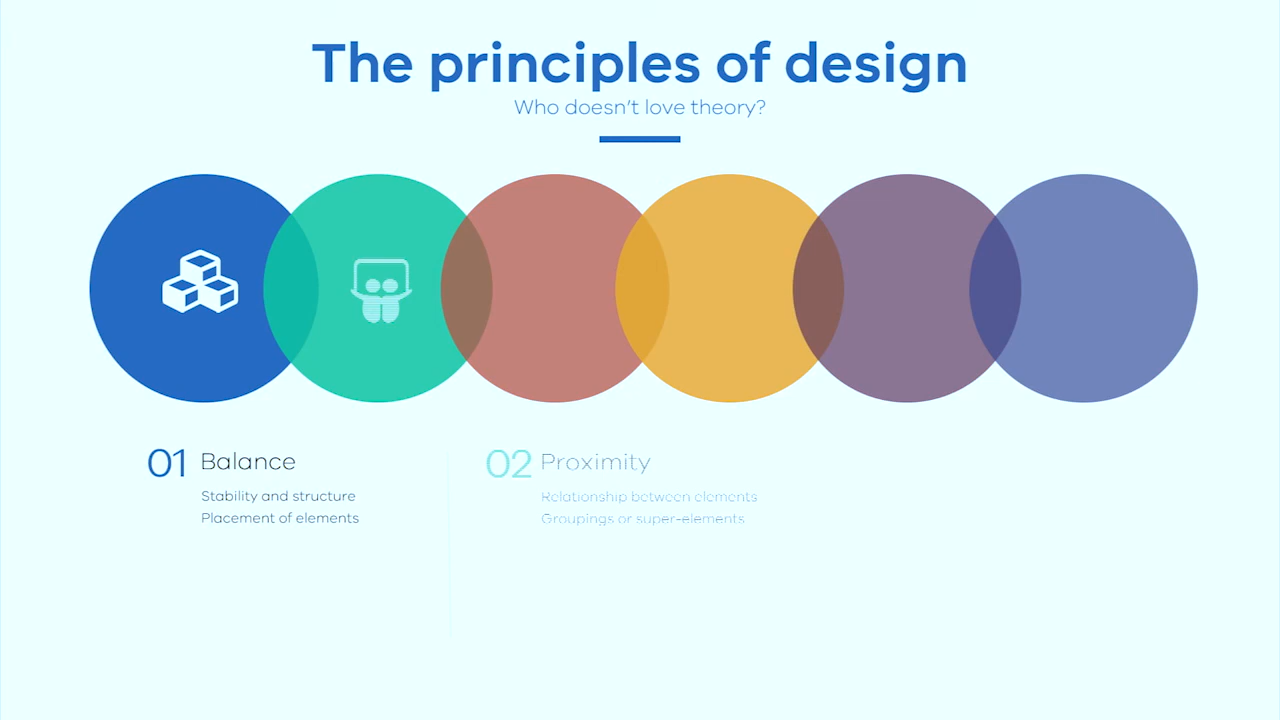 The principles of design
Who doesn't love theory?
01 Balance
Stability and structure
Placement of elements
02 Proximity
Relationship between elements
Groupings or super-elements